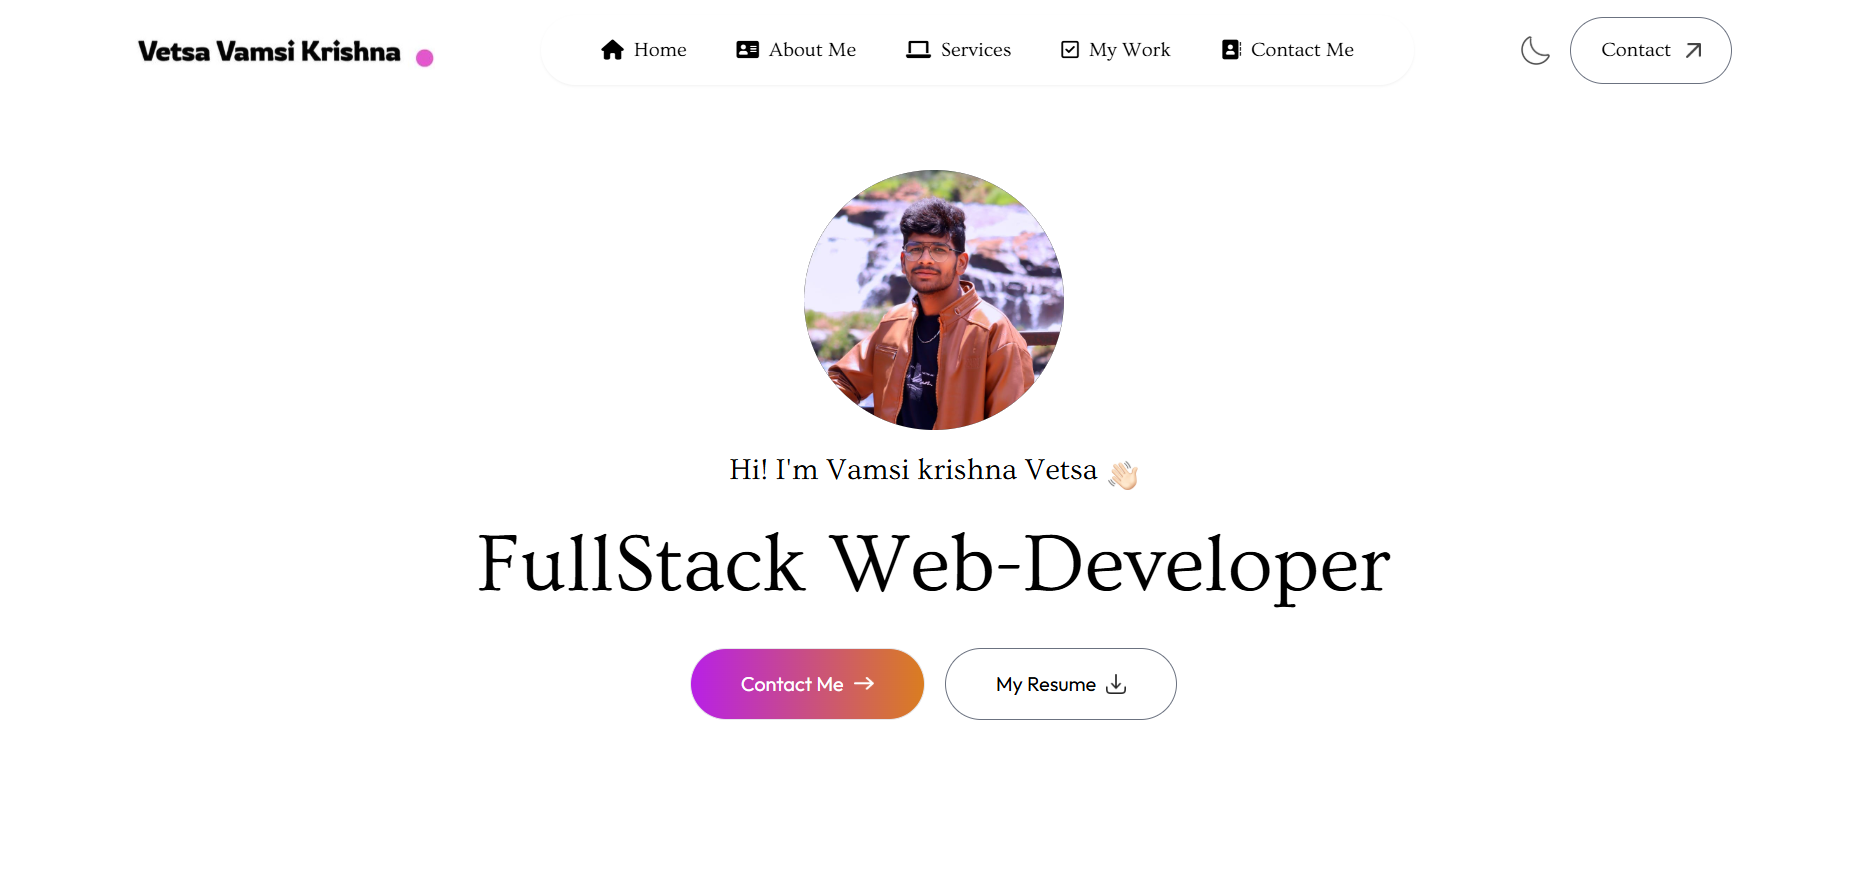 Vetsa Vamsi Krishna
Home About Me Services My Work Contact Me
Contact
Hi! I'm Vamsi krishna Vetsa 👋🏻
FullStack Web-Developer
Contact Me
My Resume